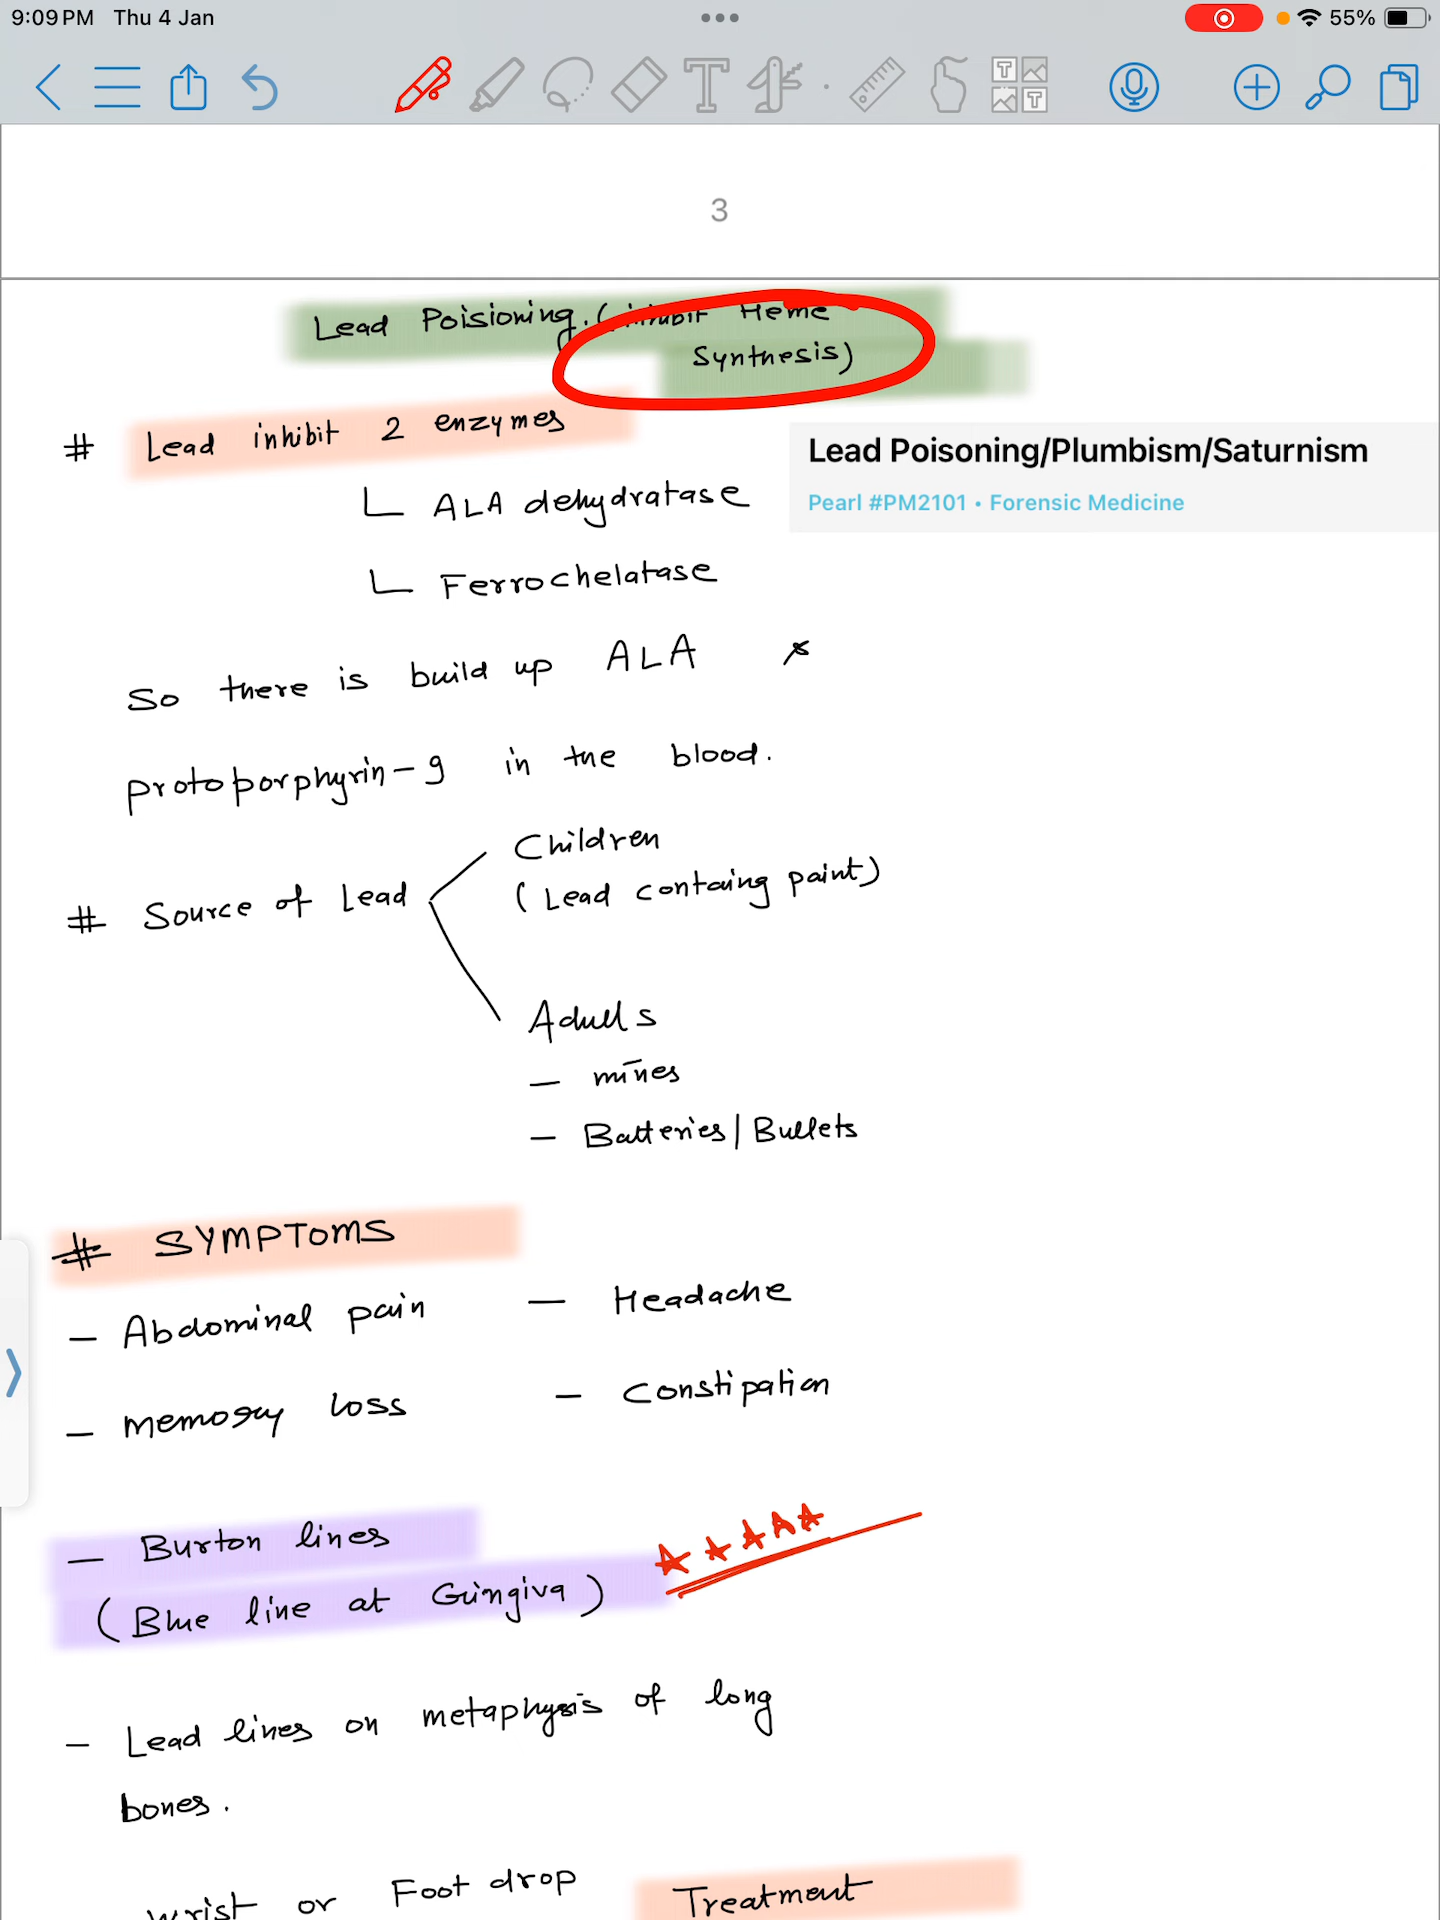 9:09 PM Thu 4 Jan
55%
3
Lead Poisioning. (inhibit Heme
Synthesis)
# Lead inhibit 2 enzymes
Lead Poisoning/Plumbism/Saturnism
Pearl #PM2101 • Forensic Medicine
ALA dehydratase
Ferrochelatase
So there is build up ALA &
protoporphyrin-9 in the blood.
# Source of Lead
Children
(Lead containg paint)
Adults
- mines
- Batteries/Bullets
# SYMPTOMS
- Abdominal pain
- Headache
- memory loss
- Constipation
- Burton lines
(Blue line at Gingiva)
- Lead lines on metaphysis of long
bones.
wrist or Foot drop
Treatment